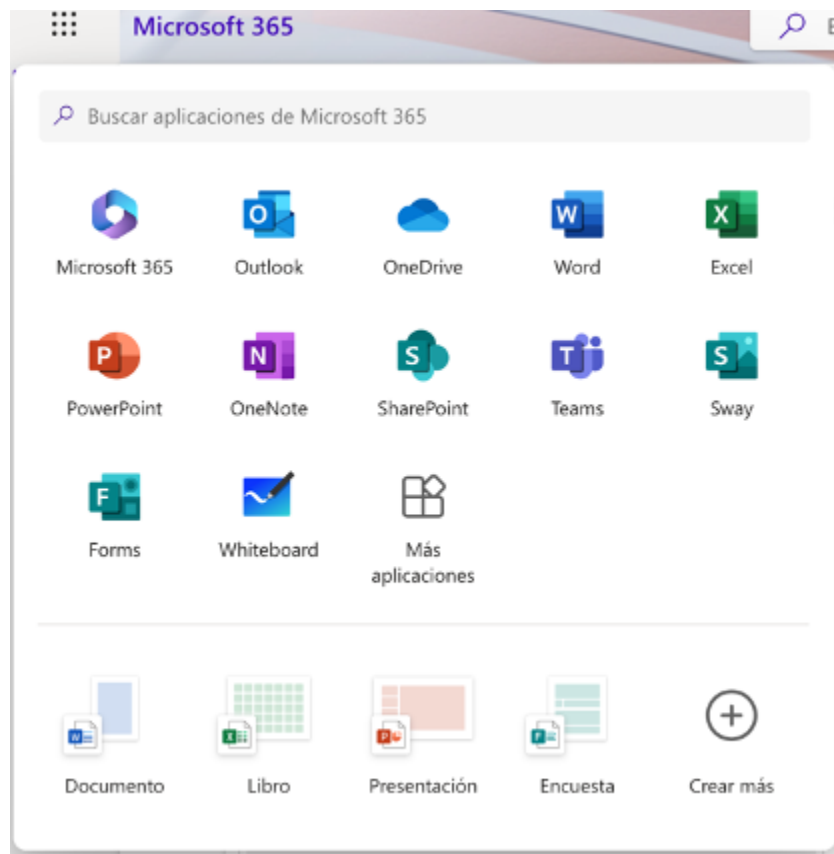 Microsoft 365
Buscar aplicaciones de Microsoft 365
Microsoft 365
Outlook
OneDrive
Word
Excel
PowerPoint
OneNote
SharePoint
Teams
Sway
Forms
Whiteboard
Más
aplicaciones
Documento
Libro
Presentación
Encuesta
Crear más